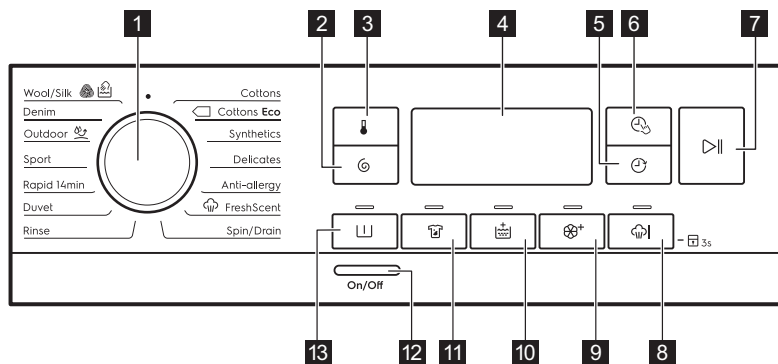 1
2
3
4
5
6
7
Wool/Silk
Denim
Outdoor
Sport
Rapid 14min
Duvet
Rinse
Cottons
Cottons Eco
Synthetics
Delicates
Anti-allergy
FreshScent
Spin/Drain
3s
On/Off
13
12
11
10
9
8